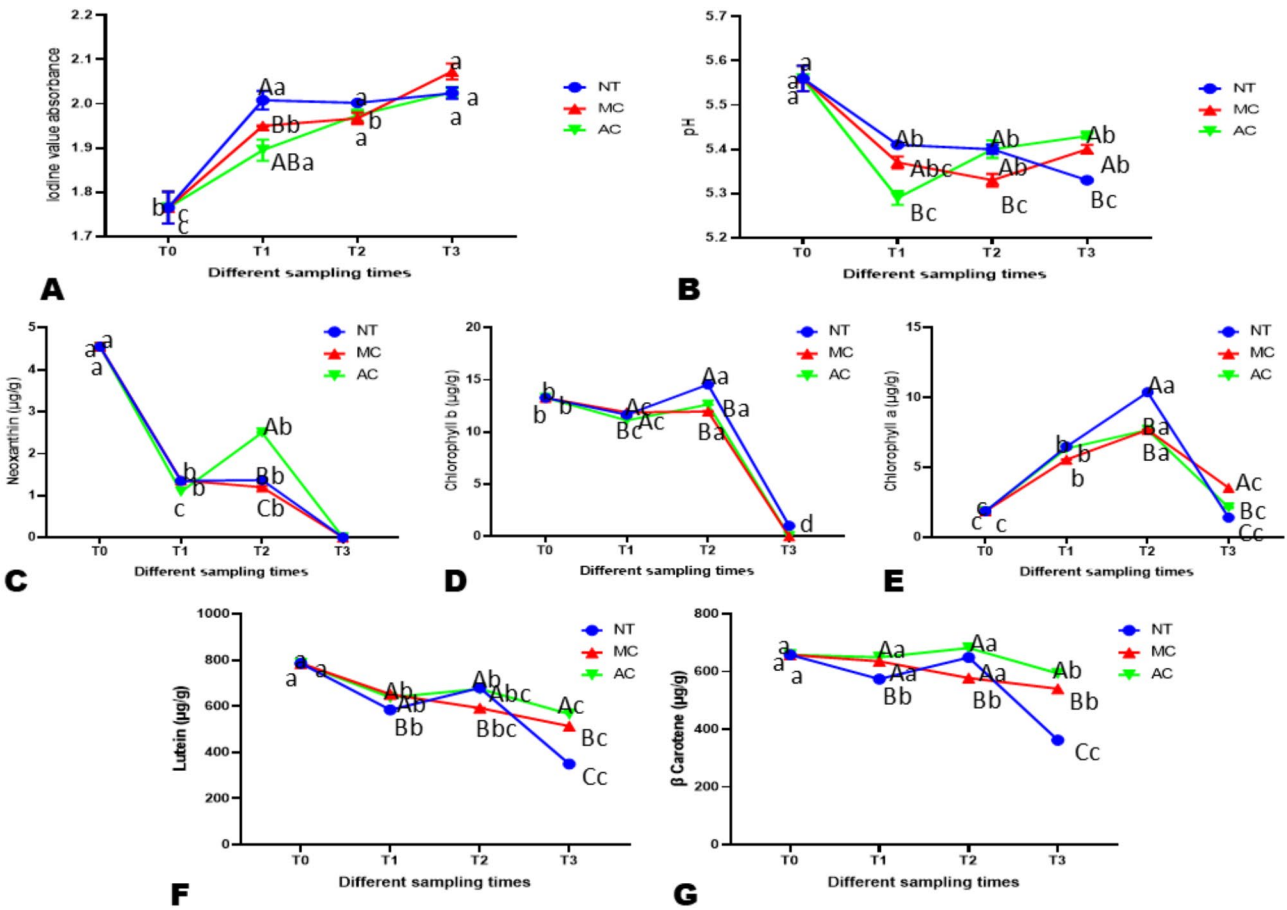 2.2
2.1
2.0
1.9
1.8
1.7
Iodine value absorbance
Aa
Bb
ABa
a
b
a
a
a
a
b
c
c
NT
MC
AC
T0 T1 T2 T3
Different sampling times
A
5.7
5.6
5.5
5.4
5.3
5.2
pH
a
a
a
Ab
Abc
Bc
Ab
Ab
Bc
Ab
Ab
Bc
NT
MC
AC
T0 T1 T2 T3
Different sampling times
B
5
4
3
2
1
0
Neoxanthin (µg/g)
a
a
a
b
b
c
Ab
Bb
Cb
NT
MC
AC
T0 T1 T2 T3
Different sampling times
C
20
15
10
5
0
Chlorophyll b (µg/g)
b
b
b
Ac
Ac
Bc
Aa
Ba
Ba
d
NT
MC
AC
T0 T1 T2 T3
Different sampling times
D
15
10
5
0
Chlorophyll a (µg/g)
c
c
c
b
b
b
Aa
Ba
Ba
Ac
Bc
Cc
NT
MC
AC
T0 T1 T2 T3
Different sampling times
E
1000
800
600
400
200
0
Lutein (µg/g)
a
a
a
Ab
Ab
Bb
Ab
Abc
Bbc
Ac
Bc
Cc
NT
MC
AC
T0 T1 T2 T3
Different sampling times
F
800
600
400
200
0
β Carotene (µg/g)
a
a
a
Aa
Aa
Bb
Aa
Aa
Bb
Ab
Bb
Cc
NT
MC
AC
T0 T1 T2 T3
Different sampling times
G